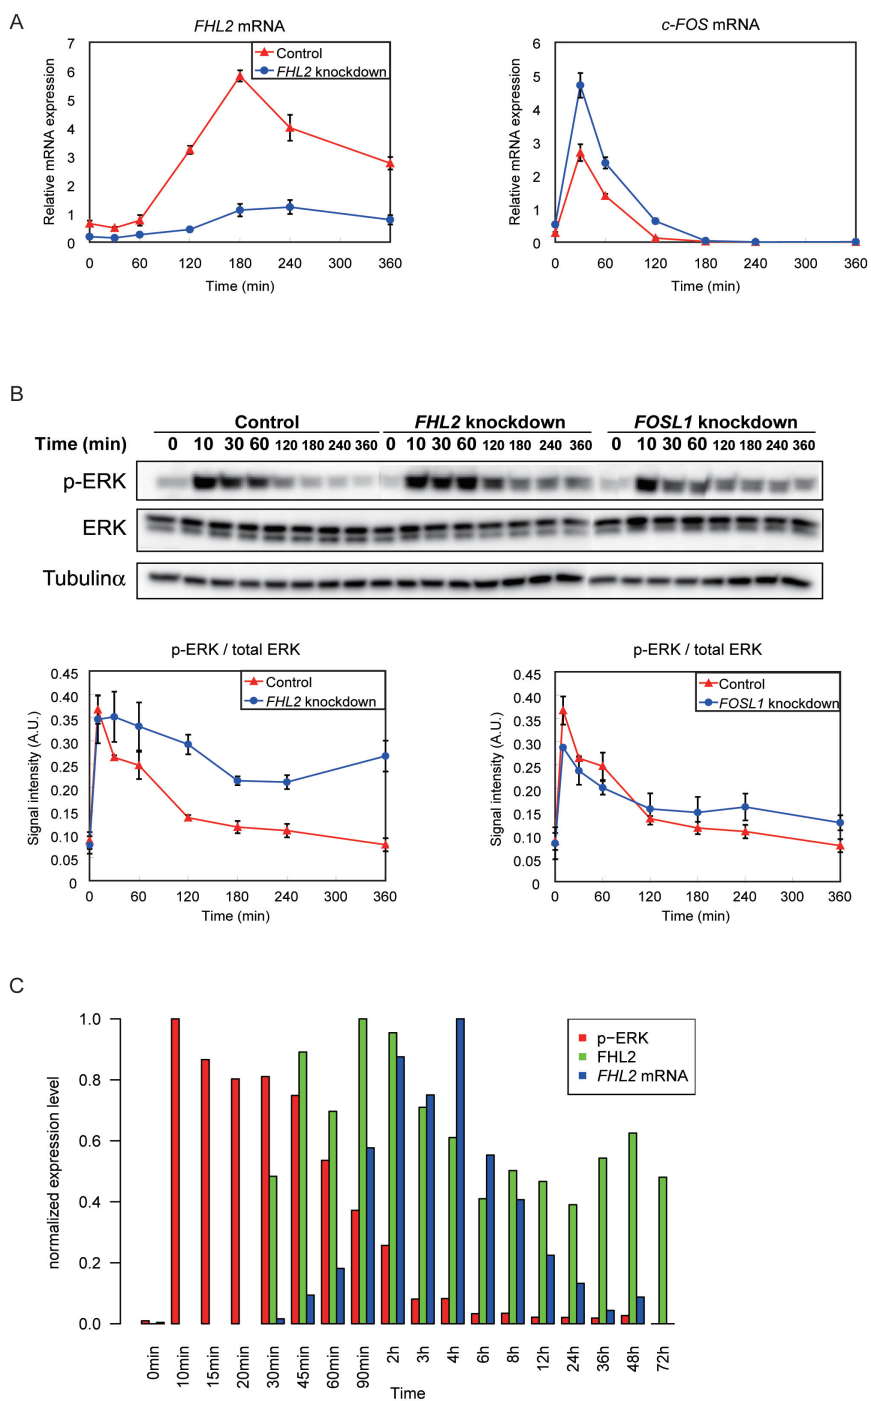 A
FHL2 mRNA
c-FOS mRNA
Relative mRNA expression
7
6
5
4
3
2
1
0
Control
FHL2 knockdown
0 60 120 180 240 300 360
Time (min)
Relative mRNA expression
6
5
4
3
2
1
0
0 60 120 180 240 300 360
Time (min)
B
Control FHL2 knockdown FOSL1 knockdown
Time (min) 0 10 30 60 120 180 240 360 0 10 30 60 120 180 240 360 0 10 30 60 120 180 240 360
p-ERK
ERK
Tubulinα
p-ERK / total ERK
Signal intensity (A.U.)
0.45
0.40
0.35
0.30
0.25
0.20
0.15
0.10
0.05
0
Control
FHL2 knockdown
0 60 120 180 240 300 360
Time (min)
p-ERK / total ERK
Signal intensity (A.U.)
0.45
0.40
0.35
0.30
0.25
0.20
0.15
0.10
0.05
0
Control
FOSL1 knockdown
0 60 120 180 240 300 360
Time (min)
C
normalized expression level
1.0
0.8
0.6
0.4
0.2
0.0
p−ERK
FHL2
FHL2 mRNA
0min 10min 15min 20min 30min 45min 60min 90min 2h 3h 4h 6h 8h 12h 24h 36h 48h 72h
Time